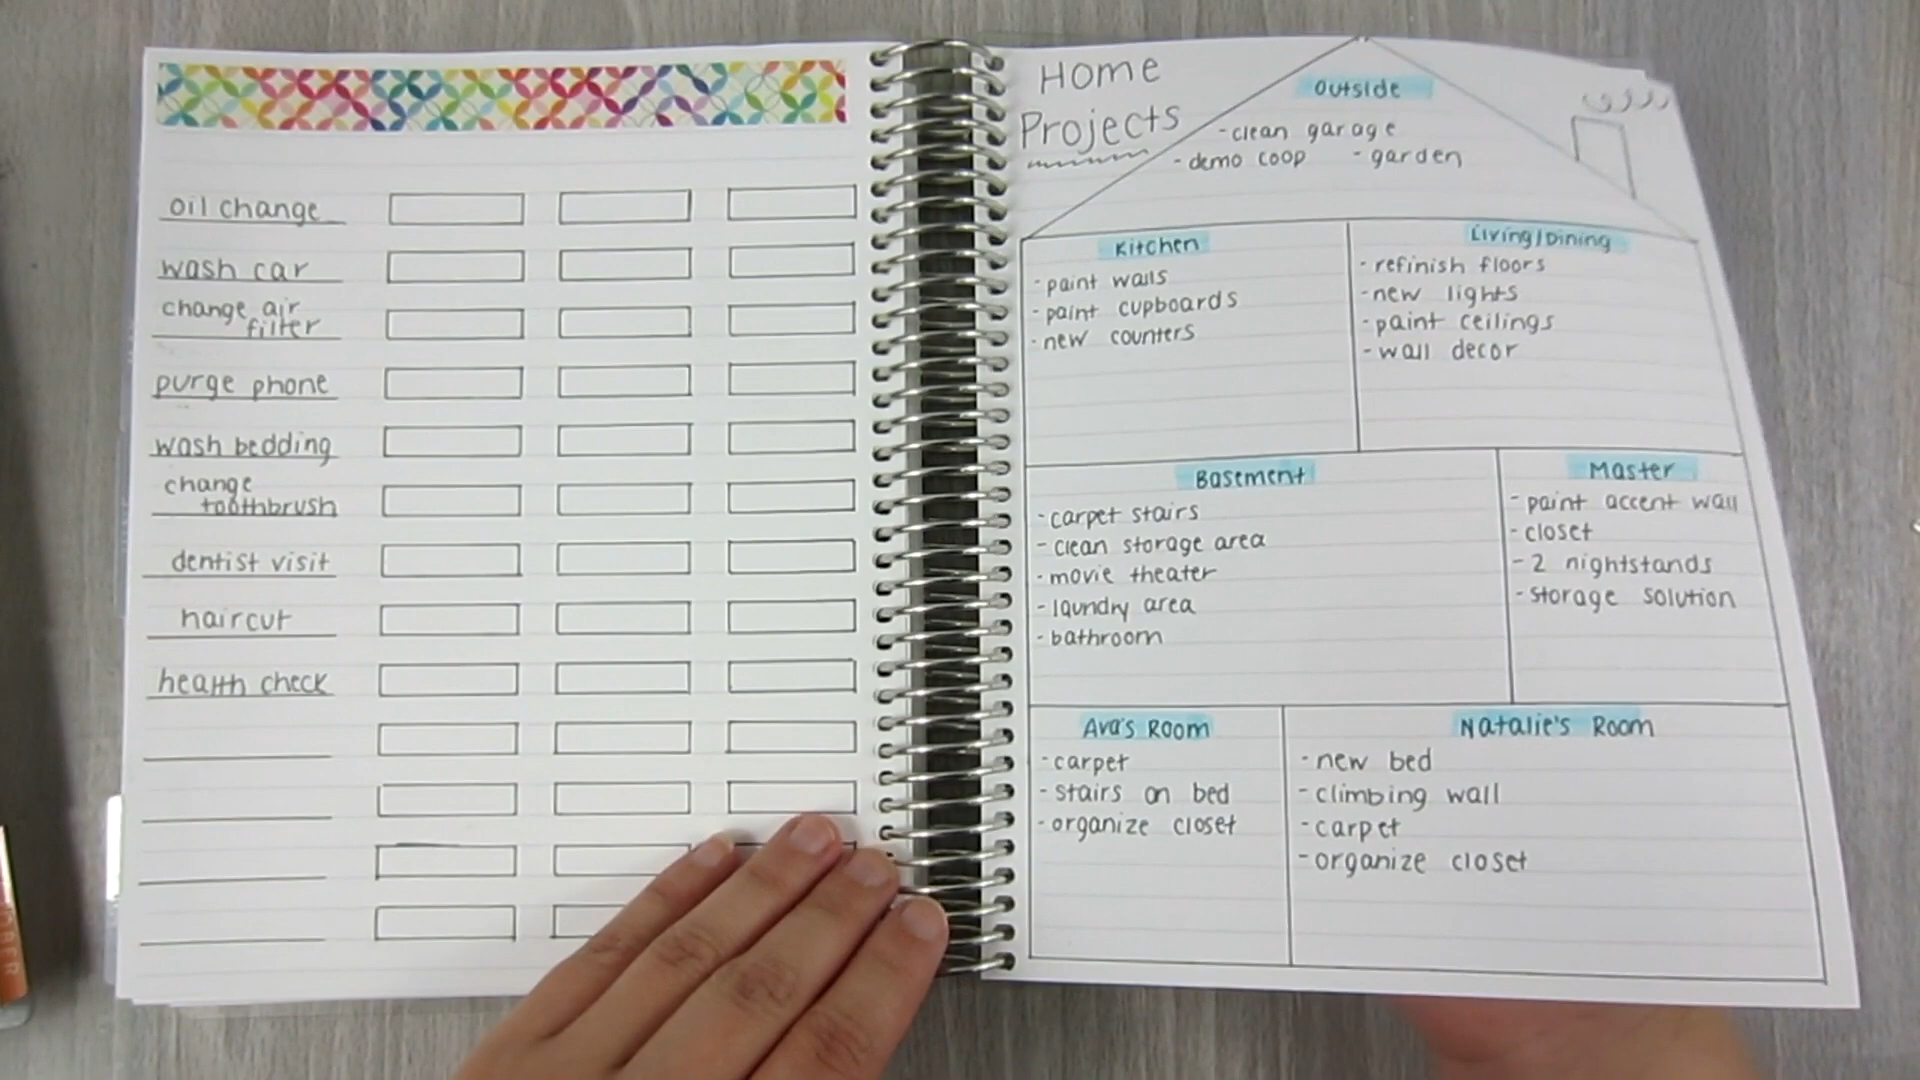 oil change
wash car
change air
filter
purge phone
wash bedding
change
toothbrush
dentist visit
haircut
health check
Home
Projects
Outside
-clean garage
-demo coop -garden
Kitchen
-paint walls
-paint cupboards
-new counters
Living/Dining
-refinish floors
-new lights
-paint ceilings
-wall decor
Basement
-carpet stairs
-clean storage area
-movie theater
-laundry area
-bathroom
Master
-paint accent wall
-closet
-2 nightstands
-storage solution
Ava's Room
-carpet
-stairs on bed
-organize closet
Natalie's Room
-new bed
-climbing wall
-carpet
-organize closet